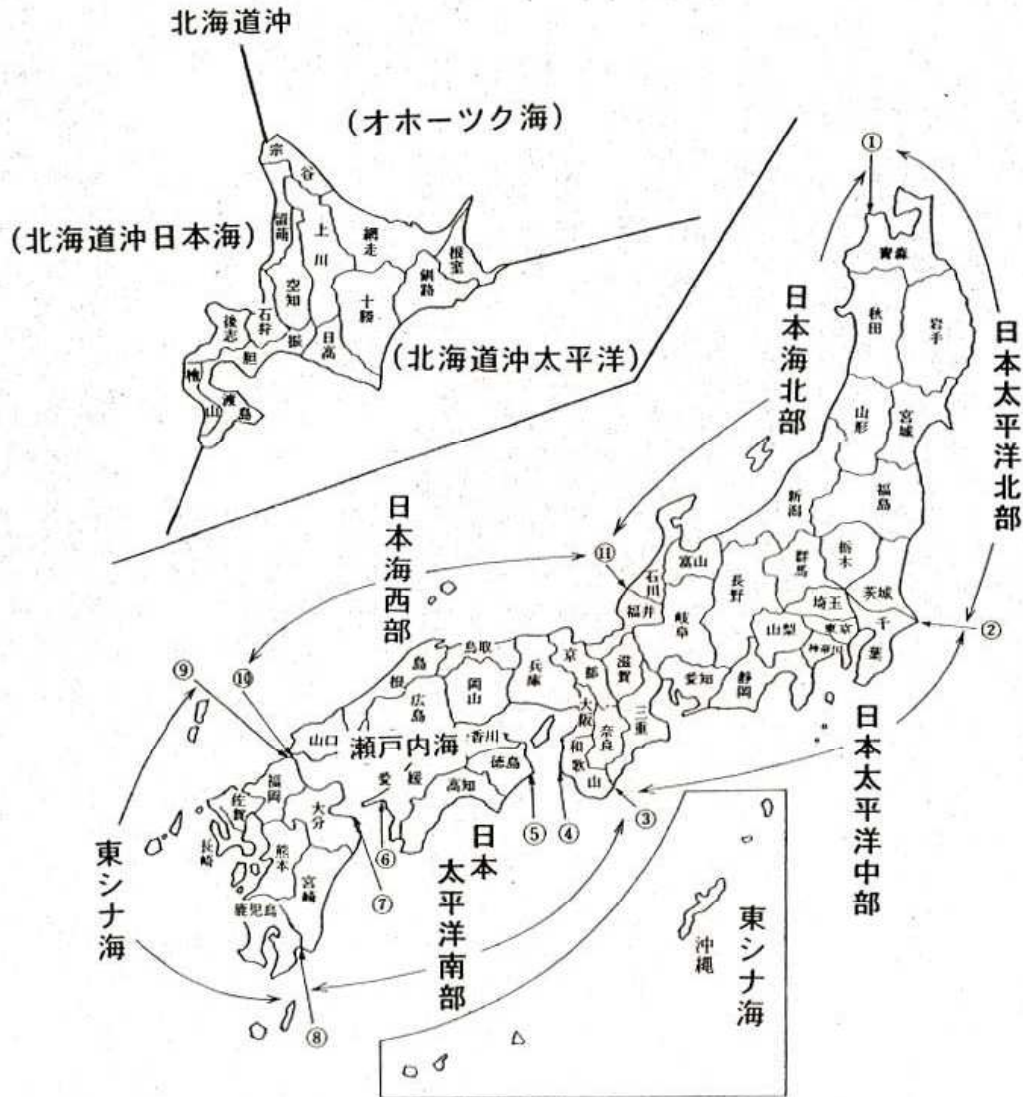 北海道沖
(オホーツク海)
(北海道沖日本海)
(北海道沖太平洋)
宗谷
留萌
上川
網走
根室
釧路
空知
十勝
石狩
後志
胆振
日高
檜山
渡島
①
青森
秋田
岩手
日本海北部
日本太平洋北部
山形
宮城
新潟
福島
日本海西部
⑪
富山
石川
福井
長野
群馬
栃木
茨城
埼玉
千葉
②
山梨
東京
神奈川
岐阜
愛知
静岡
⑨
⑩
島根
鳥取
岡山
広島
兵庫
京都
滋賀
大阪
奈良
三重
和歌山
山口
瀬戸内海
香川
徳島
愛媛
高知
日本太平洋中部
福岡
佐賀
長崎
大分
熊本
宮崎
鹿児島
東シナ海
⑤
④
③
⑥
⑦
日本
太平洋南部
⑧
沖縄
東シナ海